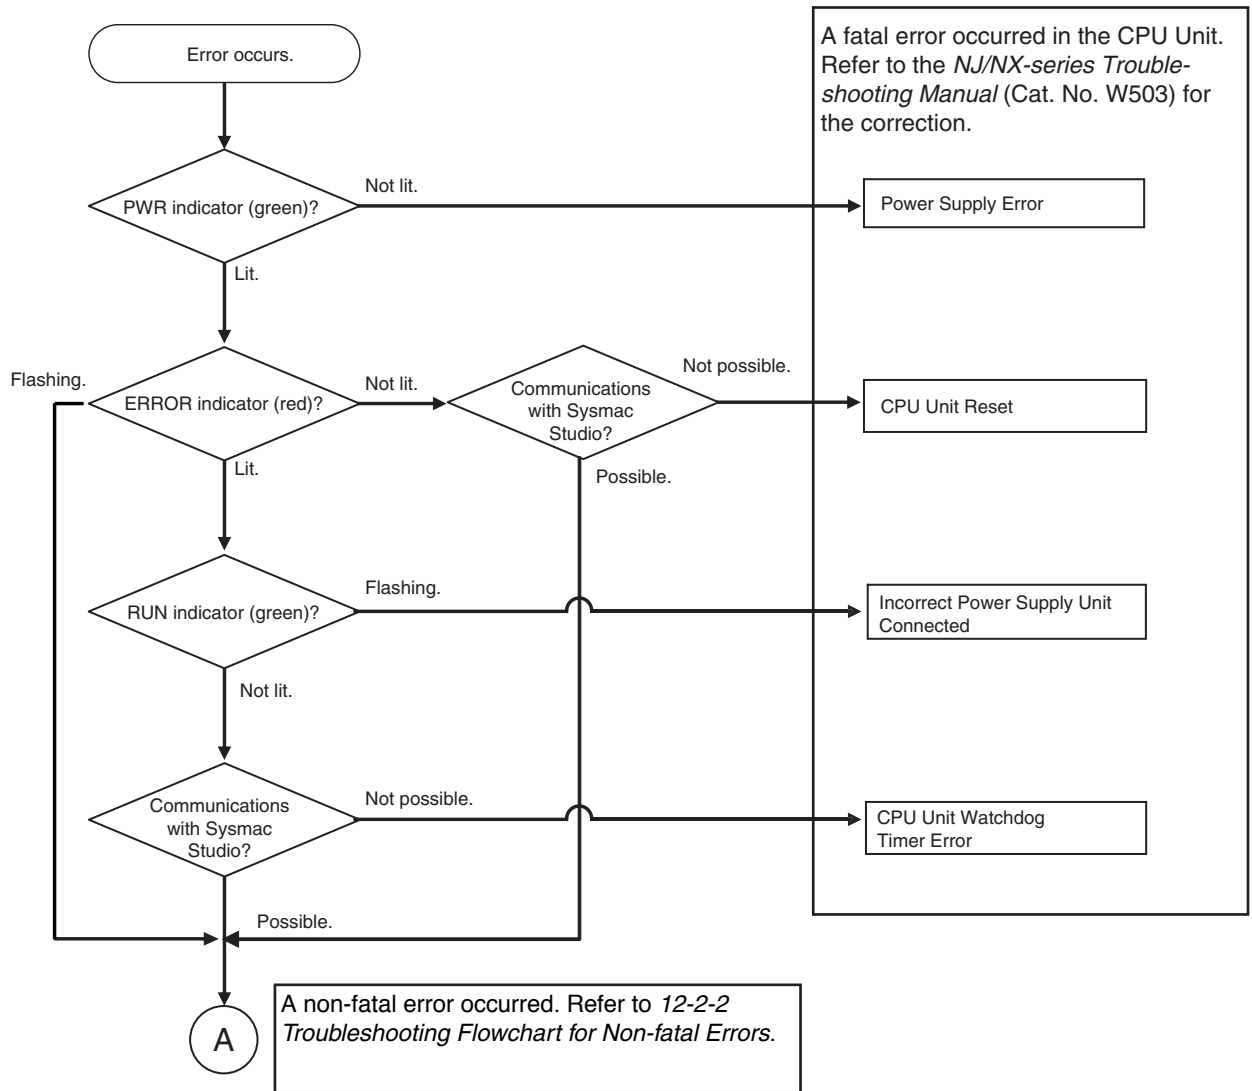 Error occurs.
A fatal error occurred in the CPU Unit.
Refer to the NJ/NX-series Trouble-
shooting Manual (Cat. No. W503) for
the correction.
PWR indicator (green)?
Not lit.
Power Supply Error
Lit.
Flashing.
ERROR indicator (red)?
Not lit.
Communications
with Sysmac
Studio?
Not possible.
CPU Unit Reset
Lit.
Possible.
RUN indicator (green)?
Flashing.
Incorrect Power Supply Unit
Connected
Not lit.
Communications
with Sysmac
Studio?
Not possible.
CPU Unit Watchdog
Timer Error
Possible.
A
A non-fatal error occurred. Refer to 12-2-2
Troubleshooting Flowchart for Non-fatal Errors.